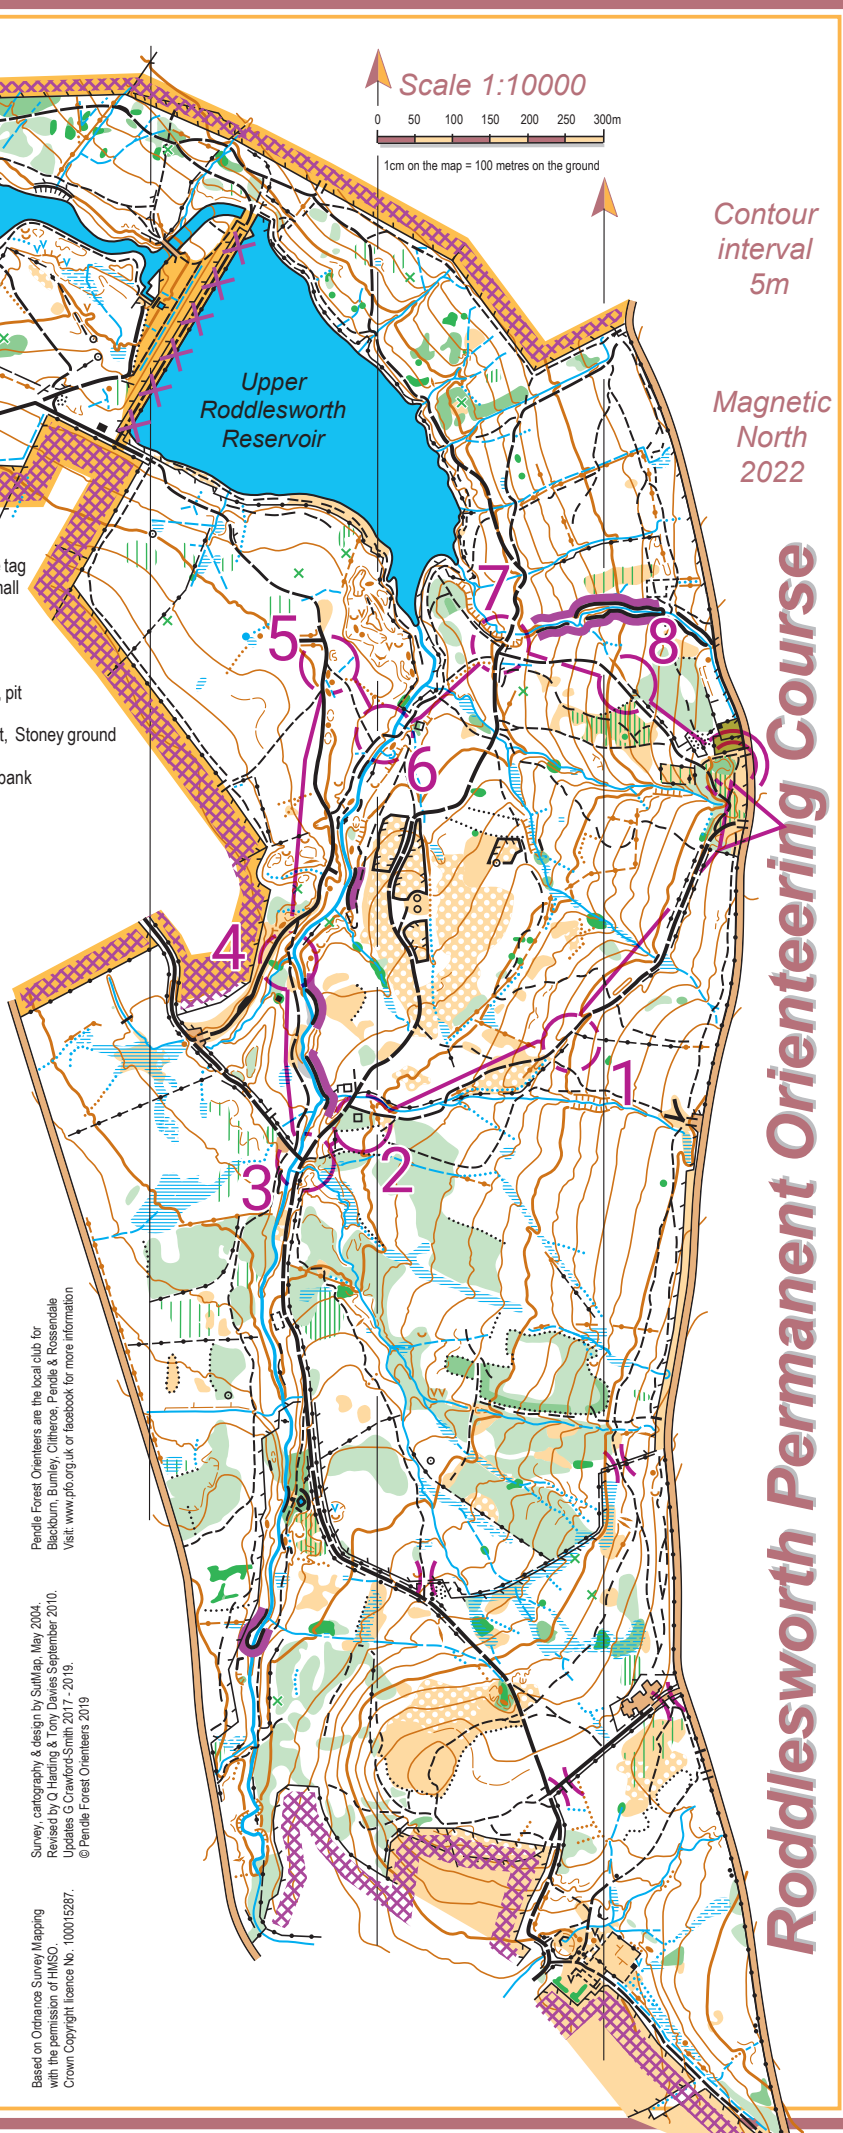 Scale 1:10000
0 50 100 150 200 250 300m
1cm on the map = 100 metres on the ground
Contour
interval
5m
Magnetic
North
2022
Upper
Roddlesworth
Reservoir
tag
pit
t, Stoney ground
bank
7
5
8
6
4
1
2
3
Roddlesworth Permanent Orienteering Course
Pendle Forest Orienteers are the local club for
Blackburn, Burnley, Clitheroe, Pendle & Rossendale
Visit: www.pfo.org.uk or facebook for more information
Survey, cartography & design by SutMap, May 2004.
Revised by Q Harding & Tony Davies September 2010.
Updates G Crawford-Smith 2017 - 2019.
© Pendle Forest Orienteers 2019
Based on Ordnance Survey Mapping
with the permission of HMSO.
Crown Copyright licence No. 100015287.